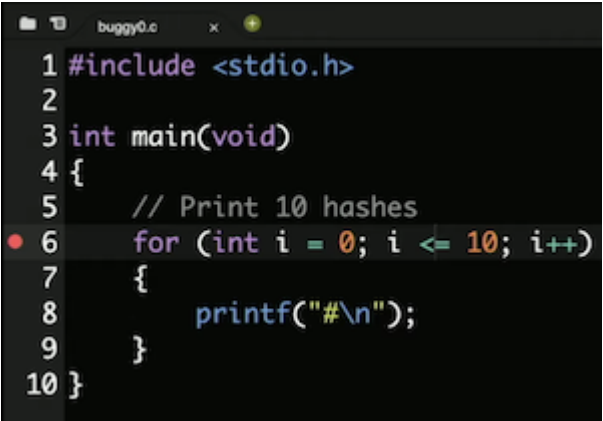 buggy0.c x +
1 #include <stdio.h>
2
3 int main(void)
4 {
5     // Print 10 hashes
6     for (int i = 0; i <= 10; i++)
7     {
8         printf("#\n");
9     }
10 }